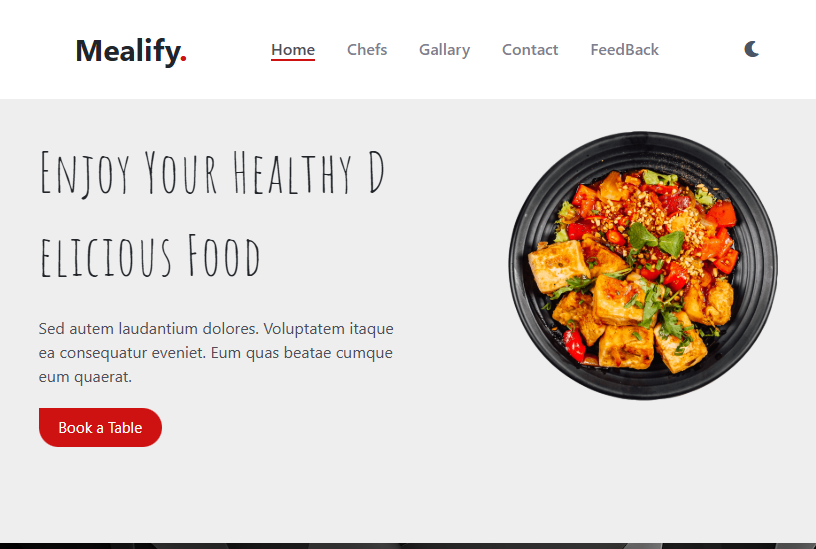 Mealify.
Home Chefs Gallary Contact FeedBack
Enjoy Your Healthy D
elicious Food
Sed autem laudantium dolores. Voluptatem itaque
ea consequatur eveniet. Eum quas beatae cumque
eum quaerat.
Book a Table